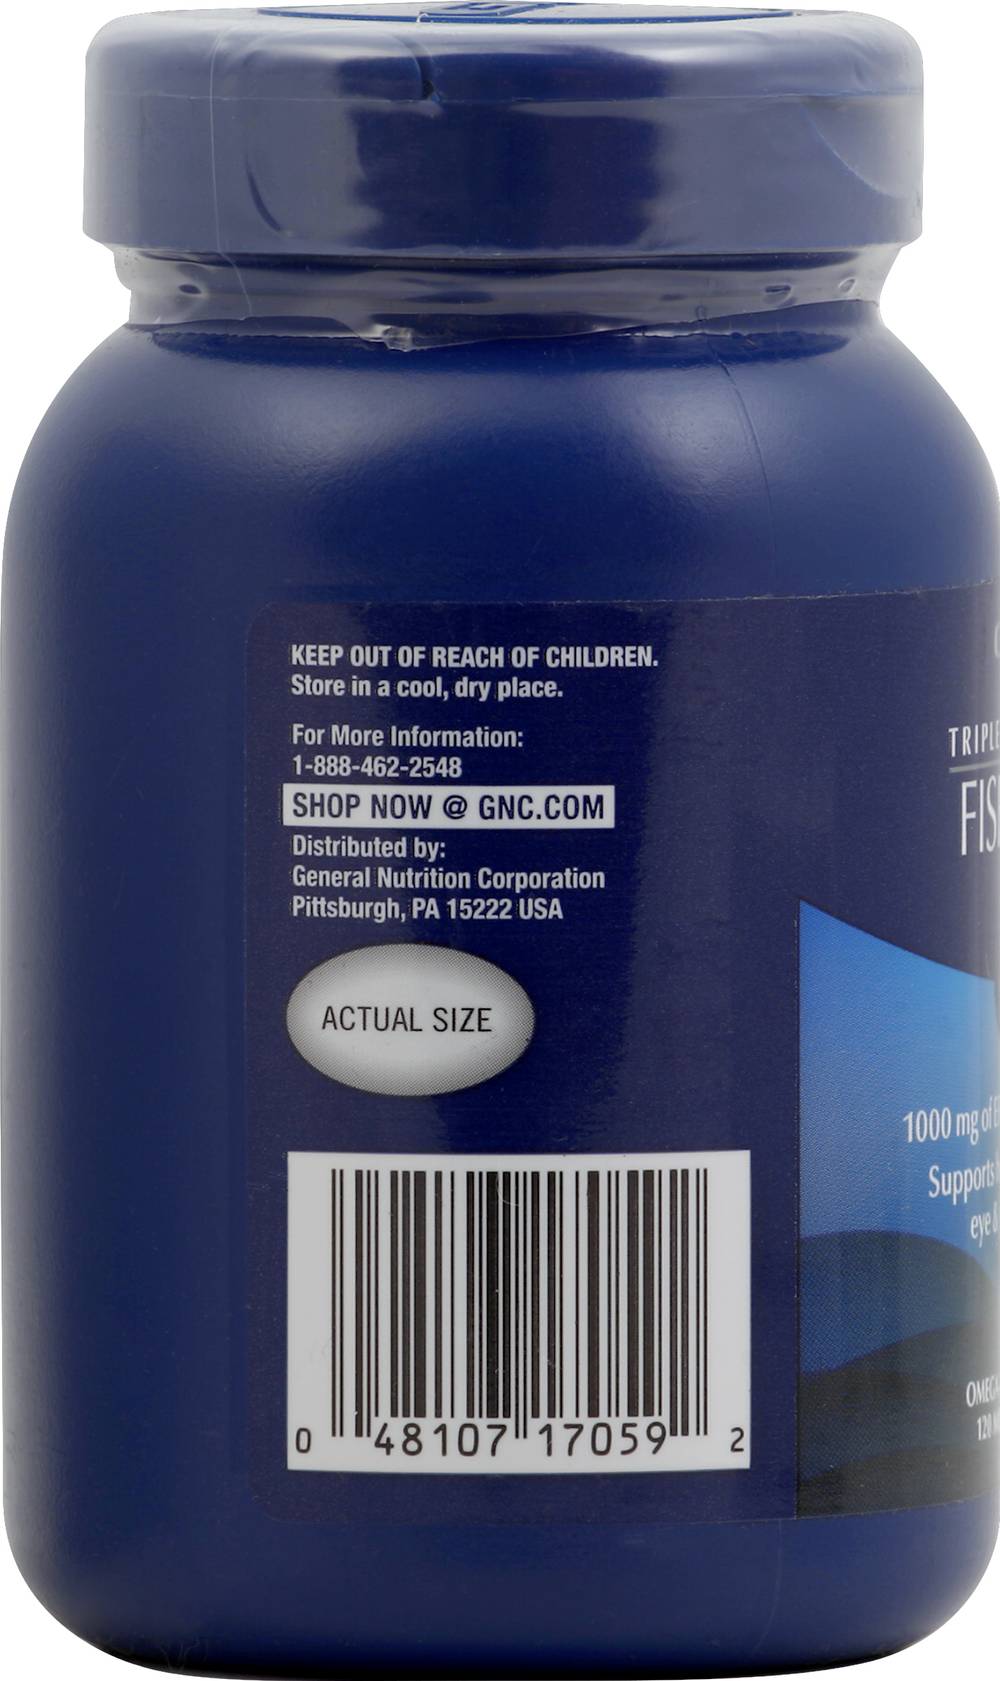 KEEP OUT OF REACH OF CHILDREN.
Store in a cool, dry place.
For More Information:
1-888-462-2548
SHOP NOW @ GNC.COM
Distributed by:
General Nutrition Corporation
Pittsburgh, PA 15222 USA
ACTUAL SIZE
0 48107 17059 2
TRIPLE
1000 mg of
Supports
eye &
120